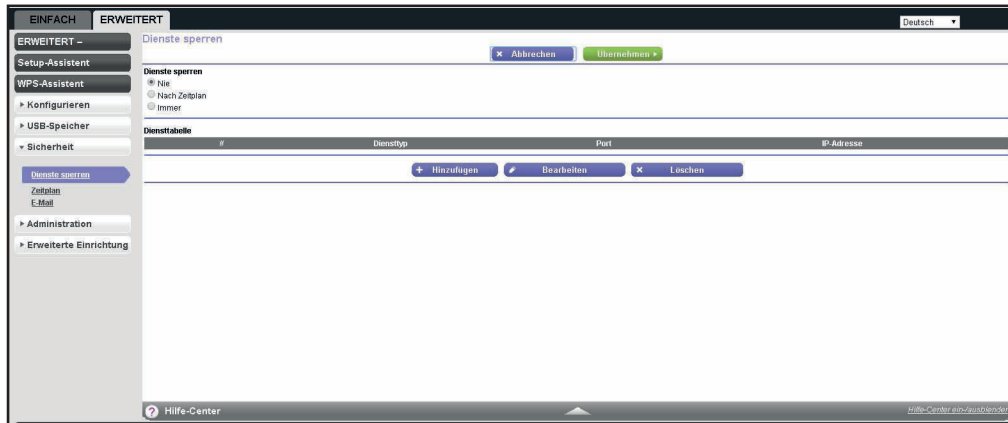 EINFACH ERWEITERT
Deutsch
ERWEITERT –
Setup-Assistent
WPS-Assistent
Konfigurieren
USB-Speicher
Sicherheit
Dienste sperren
Zeitplan
E-Mail
Administration
Erweiterte Einrichtung
Dienste sperren
Abbrechen Übernehmen
Dienste sperren
Nie
Nach Zeitplan
Immer
Diensttabelle
# Diensttyp Port IP-Adresse
Hinzufügen Bearbeiten Löschen
? Hilfe-Center Hilfe-Center ein-/ausblenden